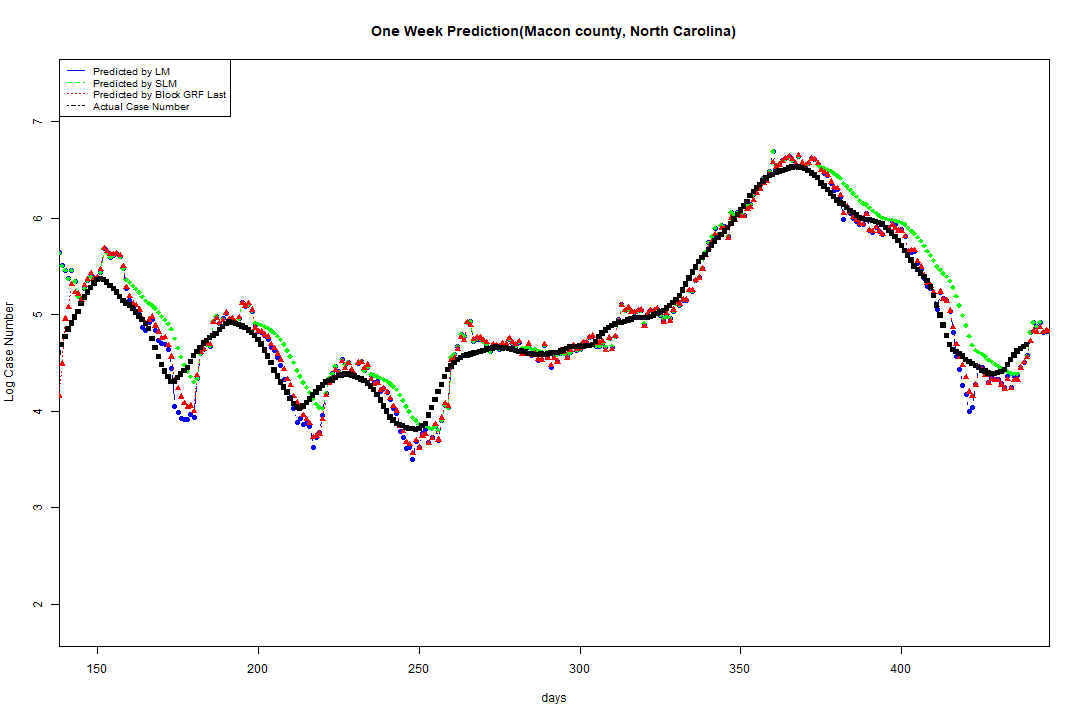 One Week Prediction(Macon county, North Carolina)
Predicted by LM
Predicted by SLM
Predicted by Block GRF Last
Actual Case Number
7
6
5
4
3
2
Log Case Number
150 200 250 300 350 400
days